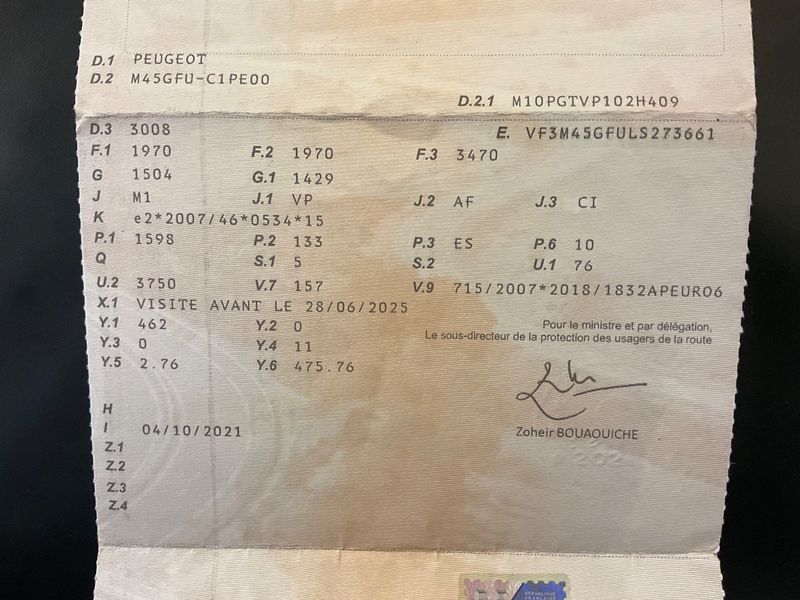 D.1 PEUGEOT
D.2 M45GFU-C1PE00
D.2.1 M10PGTVP102H409
D.3 3008
E. VF3M45GFULS273661
F.1 1970 F.2 1970 F.3 3470
G 1504 G.1 1429
J M1 J.1 VP J.2 AF J.3 CI
K e2*2007/46*0534*15
P.1 1598 P.2 133 P.3 ES P.6 10
Q S.1 5 S.2 U.1 76
U.2 3750 V.7 157 V.9 715/2007*2018/1832APEURO6
X.1 VISITE AVANT LE 28/06/2025
Y.1 462 Y.2 0
Y.3 0 Y.4 11
Y.5 2.76 Y.6 475.76
Pour le ministre et par délégation,
Le sous-directeur de la protection des usagers de la route
Zoheir BOUAOUICHE
H
I 04/10/2021
Z.1
Z.2
Z.3
Z.4
RÉPUBLIQUE
FRANÇAISE